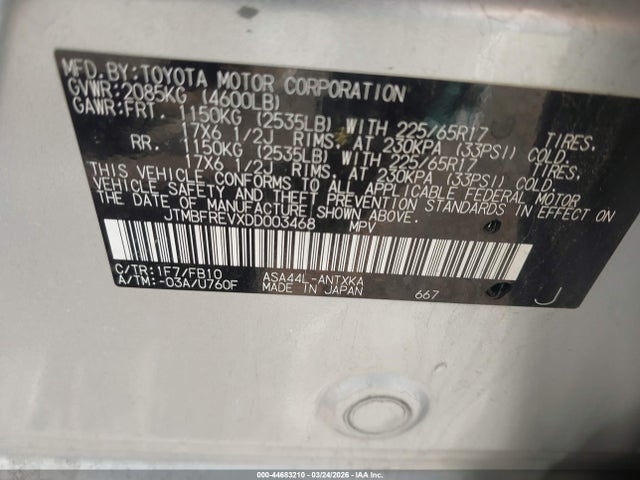 MFD.BY:TOYOTA MOTOR CORPORATION
GVWR:2085KG (4600LB)
GAWR:FRT. 1150KG (2535LB) WITH 225/65R17 TIRES.
17X6 1/2J RIMS. AT 230KPA (33PSI) COLD.
RR. 1150KG (2535LB) WITH 225/65R17 TIRES.
17X6 1/2J RIMS. AT 230KPA (33PSI) COLD.
THIS VEHICLE CONFORMS TO ALL APPLICABLE FEDERAL MOTOR
VEHICLE SAFETY AND THEFT PREVENTION STANDARDS IN EFFECT ON
THE DATE OF MANUFACTURE SHOWN ABOVE.
JTMBFREVXDD003468 MPV
C/TR:1F7/FB10 ASA44L-ANTXKA
A/TM:-03A/U760F MADE IN JAPAN 667 J
000-44683210 - 03/24/2026 - IAA Inc.